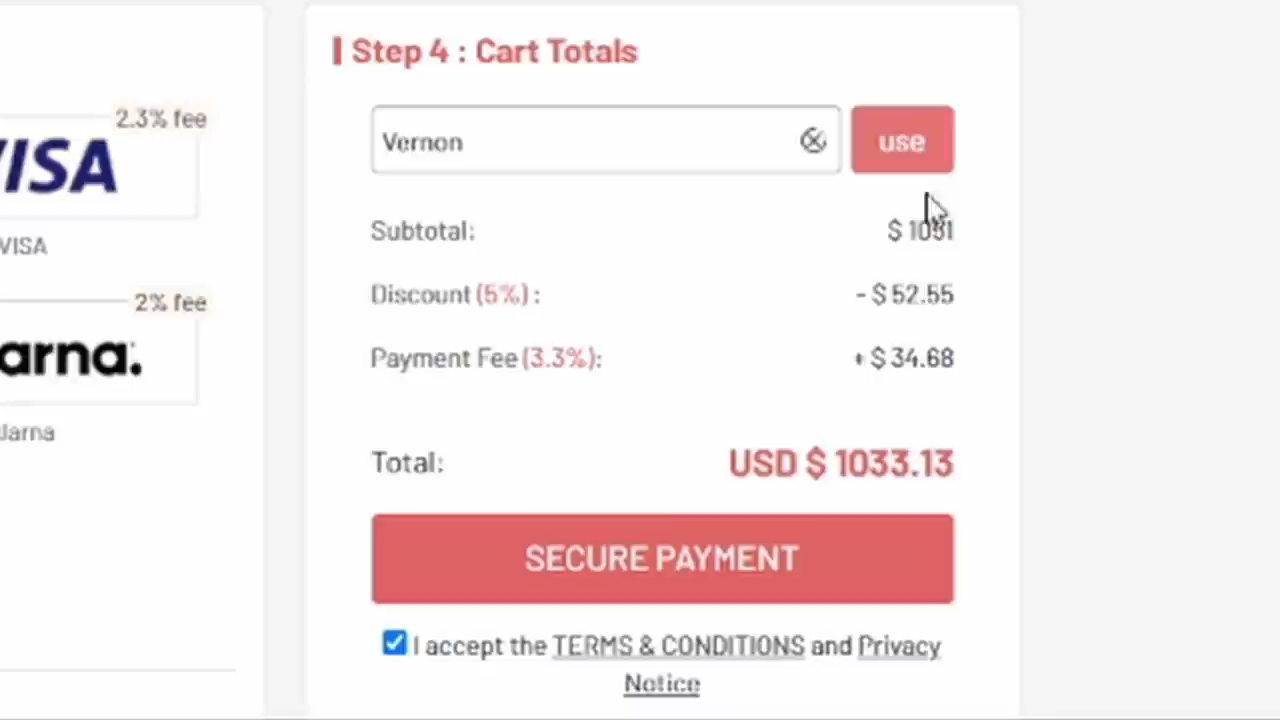 Step 4 : Cart Totals
2.3% fee
VISA
VISA
2% fee
arna.
larna
Vernon
use
Subtotal: $ 1051
Discount (5%) : - $ 52.55
Payment Fee (3.3%): + $ 34.68
Total: USD $ 1033.13
SECURE PAYMENT
I accept the TERMS & CONDITIONS and Privacy
Notice